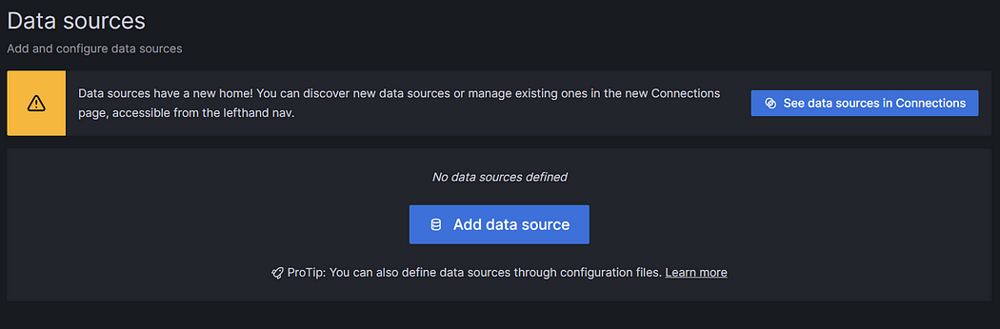 Data sources
Add and configure data sources
Data sources have a new home! You can discover new data sources or manage existing ones in the new Connections
page, accessible from the lefthand nav.
See data sources in Connections
No data sources defined
Add data source
ProTip: You can also define data sources through configuration files. Learn more